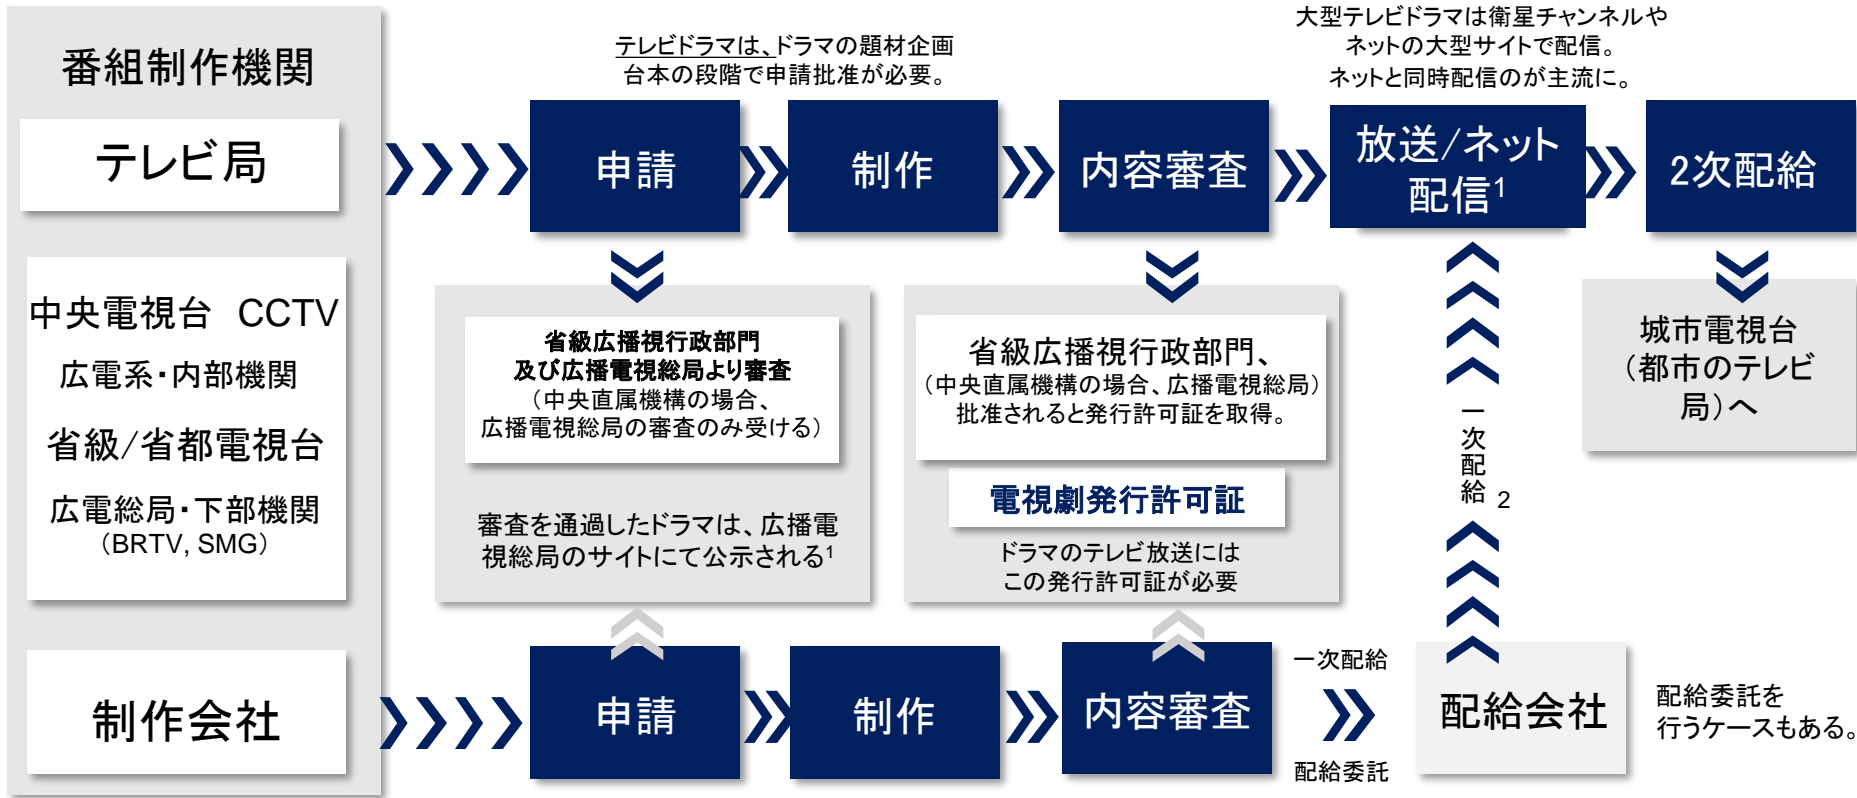 番組制作機関
テレビ局
中央電視台　CCTV
広電系・内部機関
省級/省都電視台
広電総局・下部機関
（BRTV, SMG）
制作会社
テレビドラマは、ドラマの題材企画
台本の段階で申請批准が必要。
大型テレビドラマは衛星チャンネルや
ネットの大型サイトで配信。
ネットと同時配信のが主流に。
申請
制作
内容審査
放送/ネット
配信1
2次配給
省級広播視行政部門
及び広播電視総局より審査
（中央直属機構の場合、
広播電視総局の審査のみ受ける）
審査を通過したドラマは、広播電
視総局のサイトにて公示される1
省級広播視行政部門、
（中央直属機構の場合、広播電視総局）
批准されると発行許可証を取得。
電視劇発行許可証
ドラマのテレビ放送には
この発行許可証が必要
一次配給 2
城市電視台
（都市のテレビ
局）へ
申請
制作
内容審査
一次配給
配給委託
配給会社
配給委託を
行うケースもある。